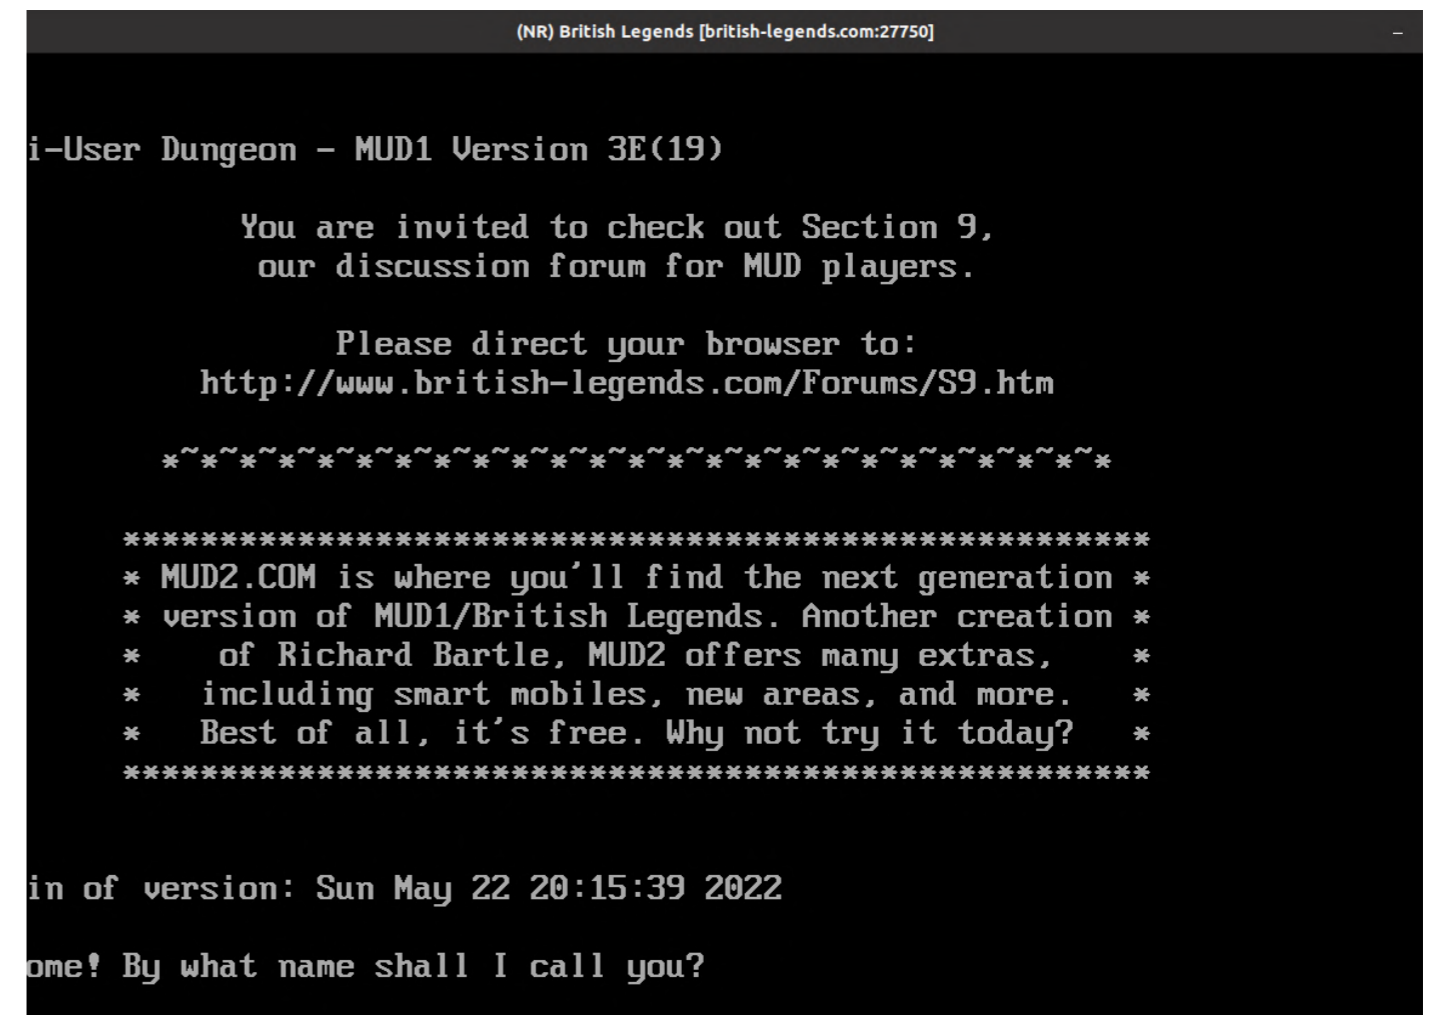 (NR) British Legends [british-legends.com:27750]
i-User Dungeon - MUD1 Version 3E(19)
You are invited to check out Section 9,
our discussion forum for MUD players.
Please direct your browser to:
http://www.british-legends.com/Forums/S9.htm
*~*~*~*~*~*~*~*~*~*~*~*~*~*~*~*~*~*~*~*~*~*~*~*~*
*****************************************************
* MUD2.COM is where you'll find the next generation *
* version of MUD1/British Legends. Another creation *
* of Richard Bartle, MUD2 offers many extras, *
* including smart mobiles, new areas, and more. *
* Best of all, it's free. Why not try it today? *
*****************************************************
in of version: Sun May 22 20:15:39 2022
ome! By what name shall I call you?